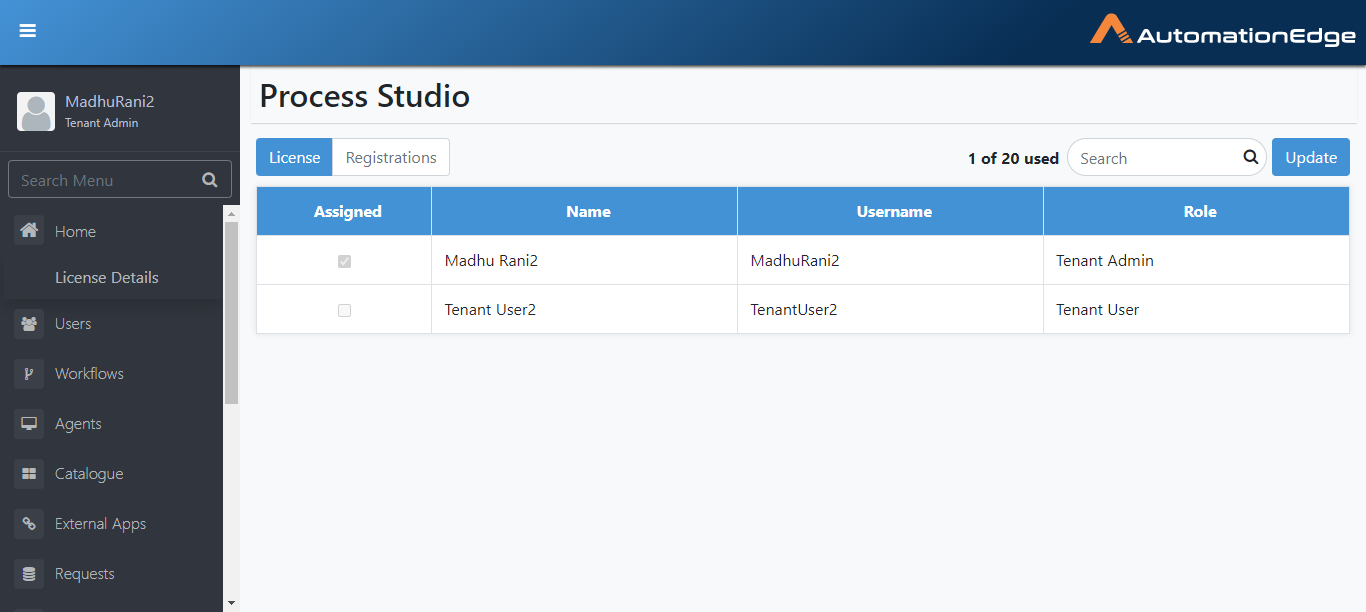 AutomationEdge
MadhuRani2
Tenant Admin
Search Menu
Home
License Details
Users
Workflows
Agents
Catalogue
External Apps
Requests
Process Studio
License Registrations 1 of 20 used Search Update
Assigned Name Username Role
Madhu Rani2 MadhuRani2 Tenant Admin
Tenant User2 TenantUser2 Tenant User